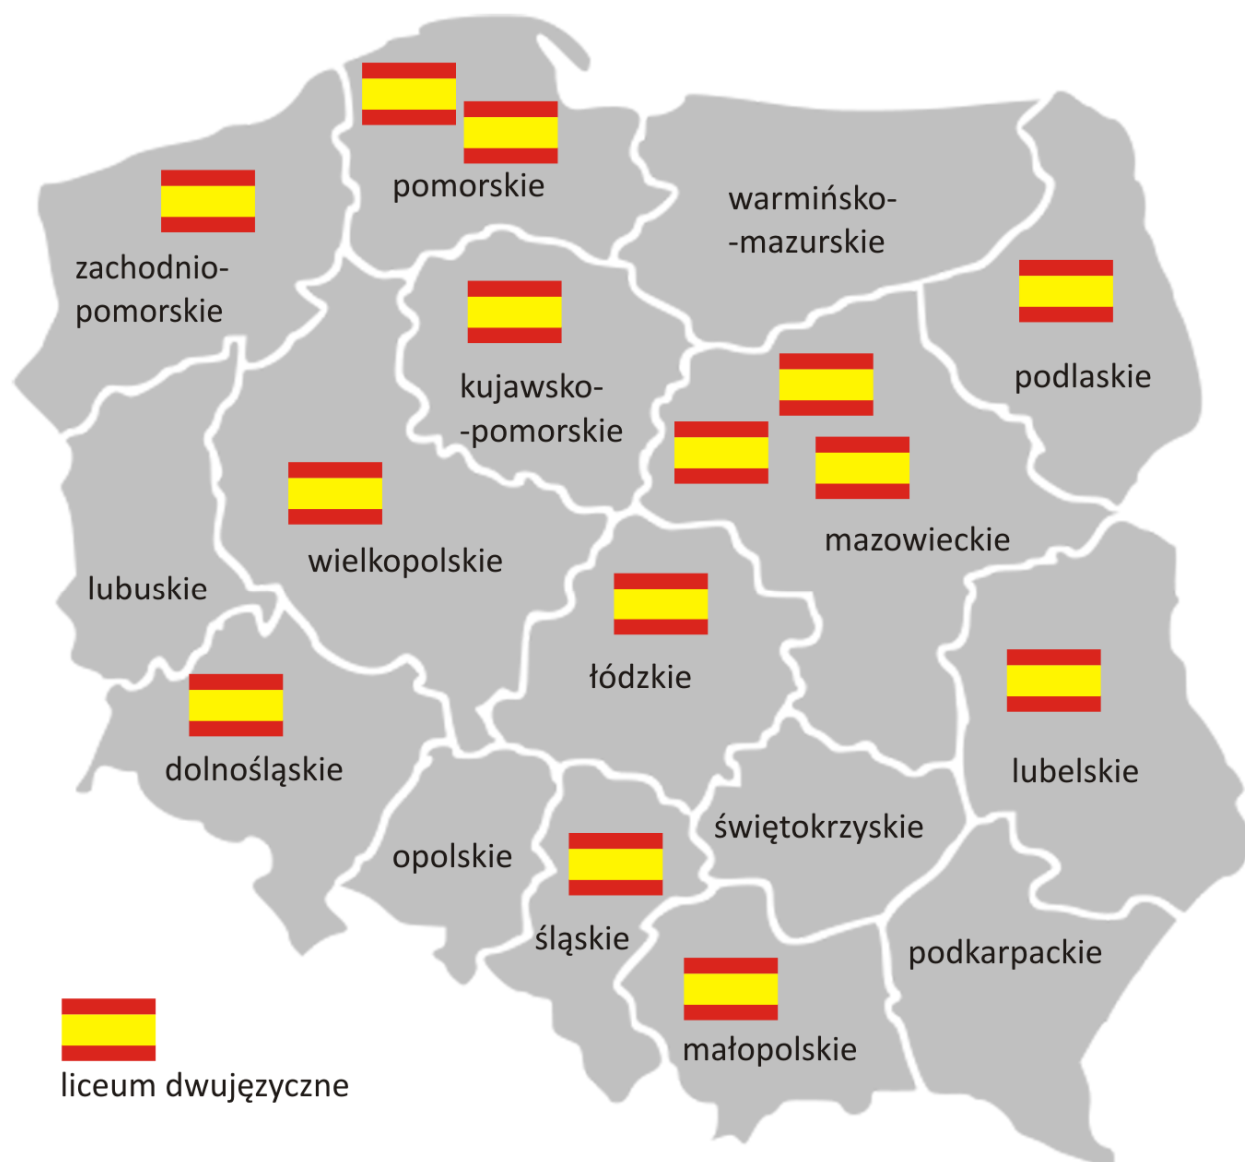 pomorskie
warmińsko-
-mazurskie
zachodnio-
pomorskie
podlaskie
kujawsko-
-pomorskie
mazowieckie
wielkopolskie
lubuskie
łódzkie
dolnośląskie
lubelskie
świętokrzyskie
opolskie
śląskie
podkarpackie
małopolskie
liceum dwujęzyczne